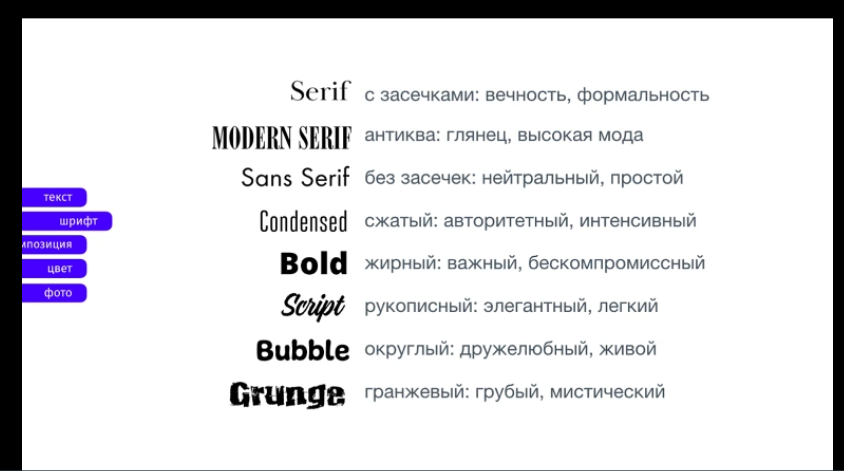 Serif с засечками: вечность, формальность
MODERN SERIF антиква: глянец, высокая мода
Sans Serif без засечек: нейтральный, простой
Condensed сжатый: авторитетный, интенсивный
Bold жирный: важный, бескомпромиссный
Script рукописный: элегантный, легкий
Bubble округлый: дружелюбный, живой
Grunge гранжевый: грубый, мистический
текст
шрифт
мпозиция
цвет
фото